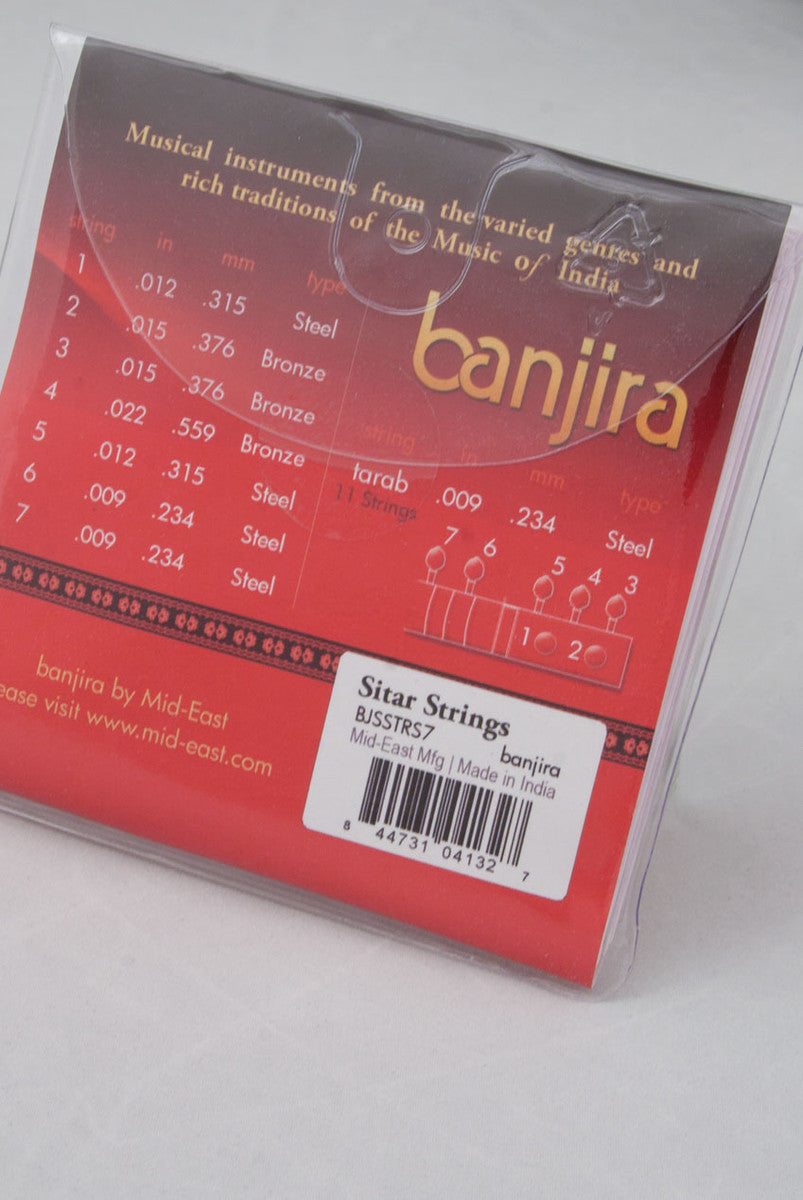 Musical instruments from the varied genres and
rich traditions of the Music of India
string in mm type
1 .012 .315 Steel
2 .015 .376 Bronze
3 .015 .376 Bronze
4 .022 .559 Bronze
5 .012 .315 Steel
6 .009 .234 Steel
7 .009 .234 Steel
banjira
string in mm type
tarab .009 .234 Steel
11 Strings
7 6 5 4 3
1 2
banjira by Mid-East
visit www.mid-east.com
Sitar Strings
BJSSTRS7
banjira
Mid-East Mfg | Made in India
8 44731 04132 7